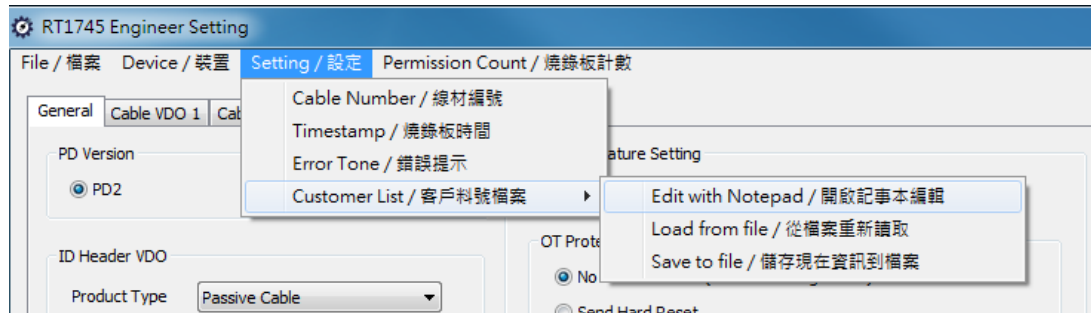 RT1745 Engineer Setting
File / 檔案 Device / 裝置 Setting / 設定 Permission Count / 燒錄板計數
General Cable VDO 1
Cable Number / 線材編號
Timestamp / 燒錄板時間
Error Tone / 錯誤提示
Customer List / 客戶料號檔案
Edit with Notepad / 開啟記事本編輯
Load from file / 從檔案重新讀取
Save to file / 儲存現在資訊到檔案
PD Version
PD2
Setting
ID Header VDO
Product Type Passive Cable
OT
No
Send Hard Reset